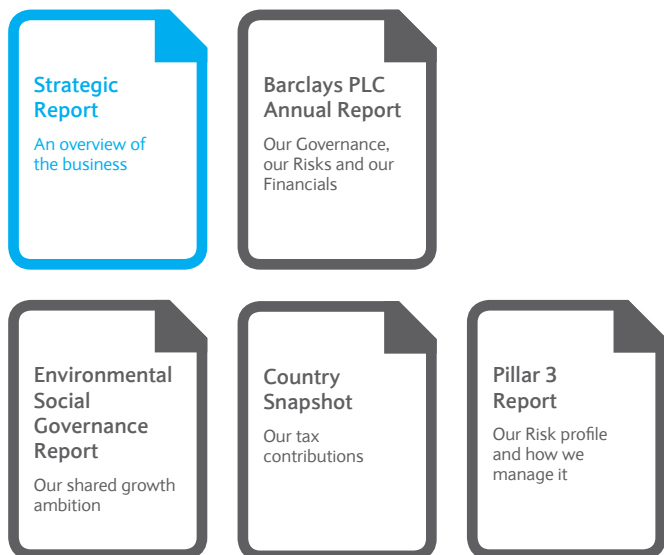 Strategic
Report
An overview of
the business
Barclays PLC
Annual Report
Our Governance,
our Risks and our
Financials
Environmental
Social
Governance
Report
Our shared growth
ambition
Country
Snapshot
Our tax
contributions
Pillar 3
Report
Our Risk profile
and how we
manage it